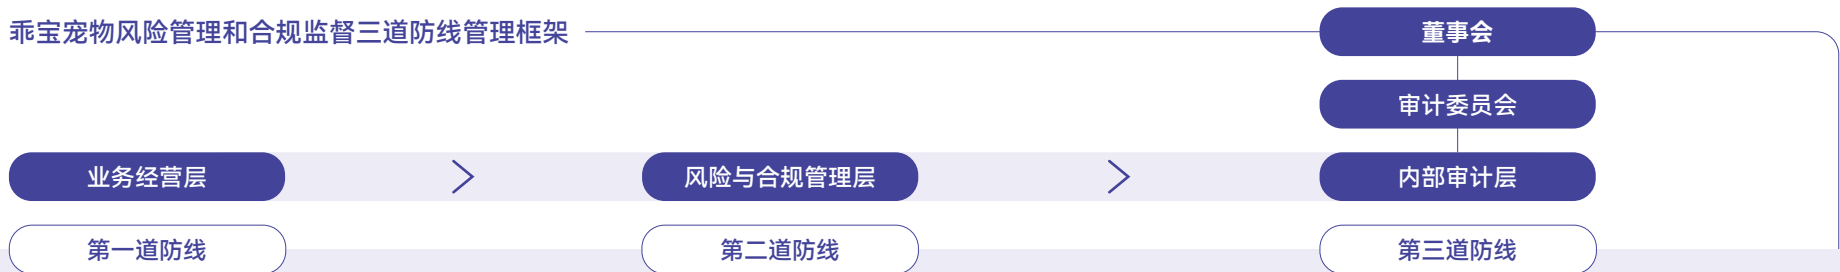 乖宝宠物风险管理和合规监督三道防线管理框架
董事会
审计委员会
业务经营层
风险与合规管理层
内部审计层
第一道防线
第二道防线
第三道防线